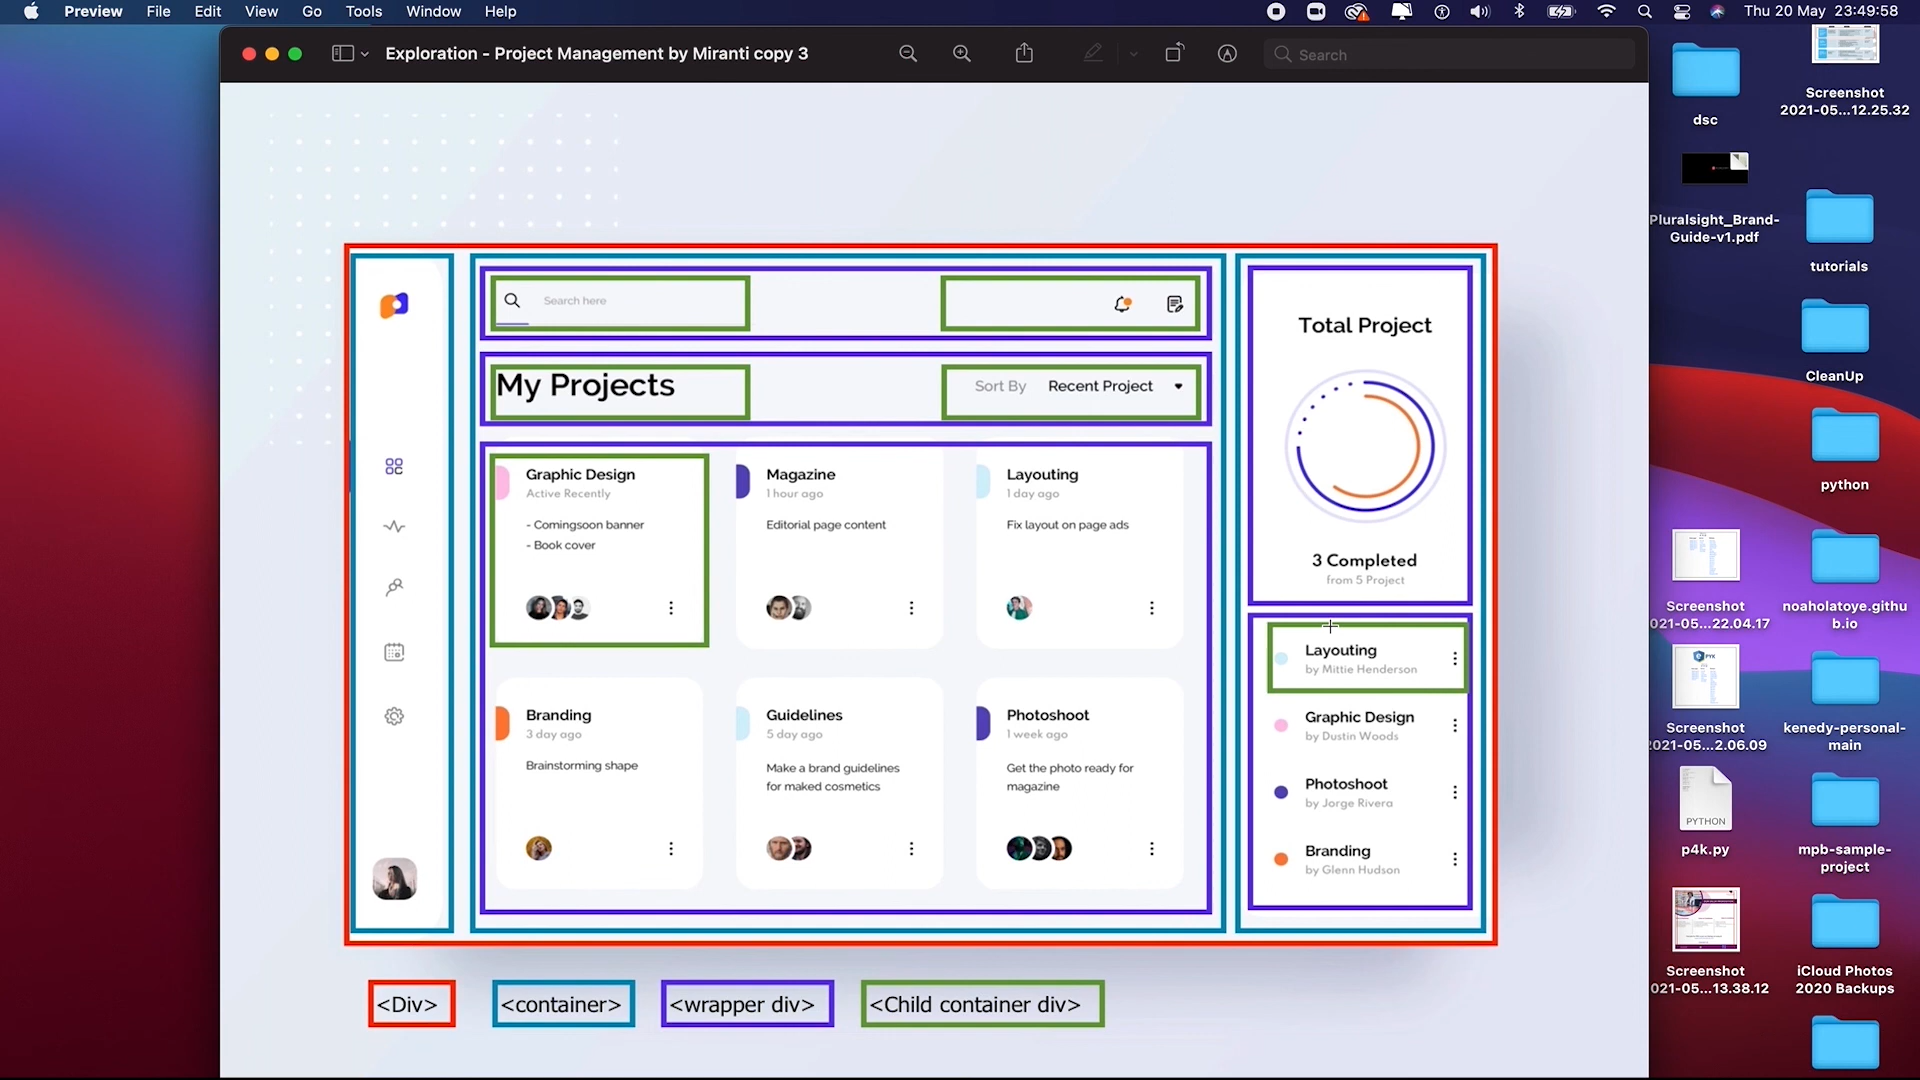 Preview File Edit View Go Tools Window Help
Thu 20 May 23:49:58
Exploration - Project Management by Miranti copy 3
Search
Search here
My Projects
Sort By Recent Project
Graphic Design
Active Recently
- Comingsoon banner
- Book cover
Magazine
1 hour ago
Editorial page content
Layouting
1 day ago
Fix layout on page ads
Branding
3 day ago
Brainstorming shape
Guidelines
5 day ago
Make a brand guidelines
for maked cosmetics
Photoshoot
1 week ago
Get the photo ready for
magazine
Total Project
3 Completed
from 5 Project
Layouting
by Mittie Henderson
Graphic Design
by Dustin Woods
Photoshoot
by Jorge Rivera
Branding
by Glenn Hudson
<Div>
<container>
<wrapper div>
<Child container div>
dsc
Screenshot
2021-05...12.25.32
Pluralsight_Brand-
Guide-v1.pdf
tutorials
CleanUp
python
Screenshot
021-05...22.04.17
noaholatoye.githu
b.io
Screenshot
021-05...2.06.09
kenedy-personal-
main
PYTHON
p4k.py
mpb-sample-
project
Screenshot
021-05...13.38.12
iCloud Photos
2020 Backups